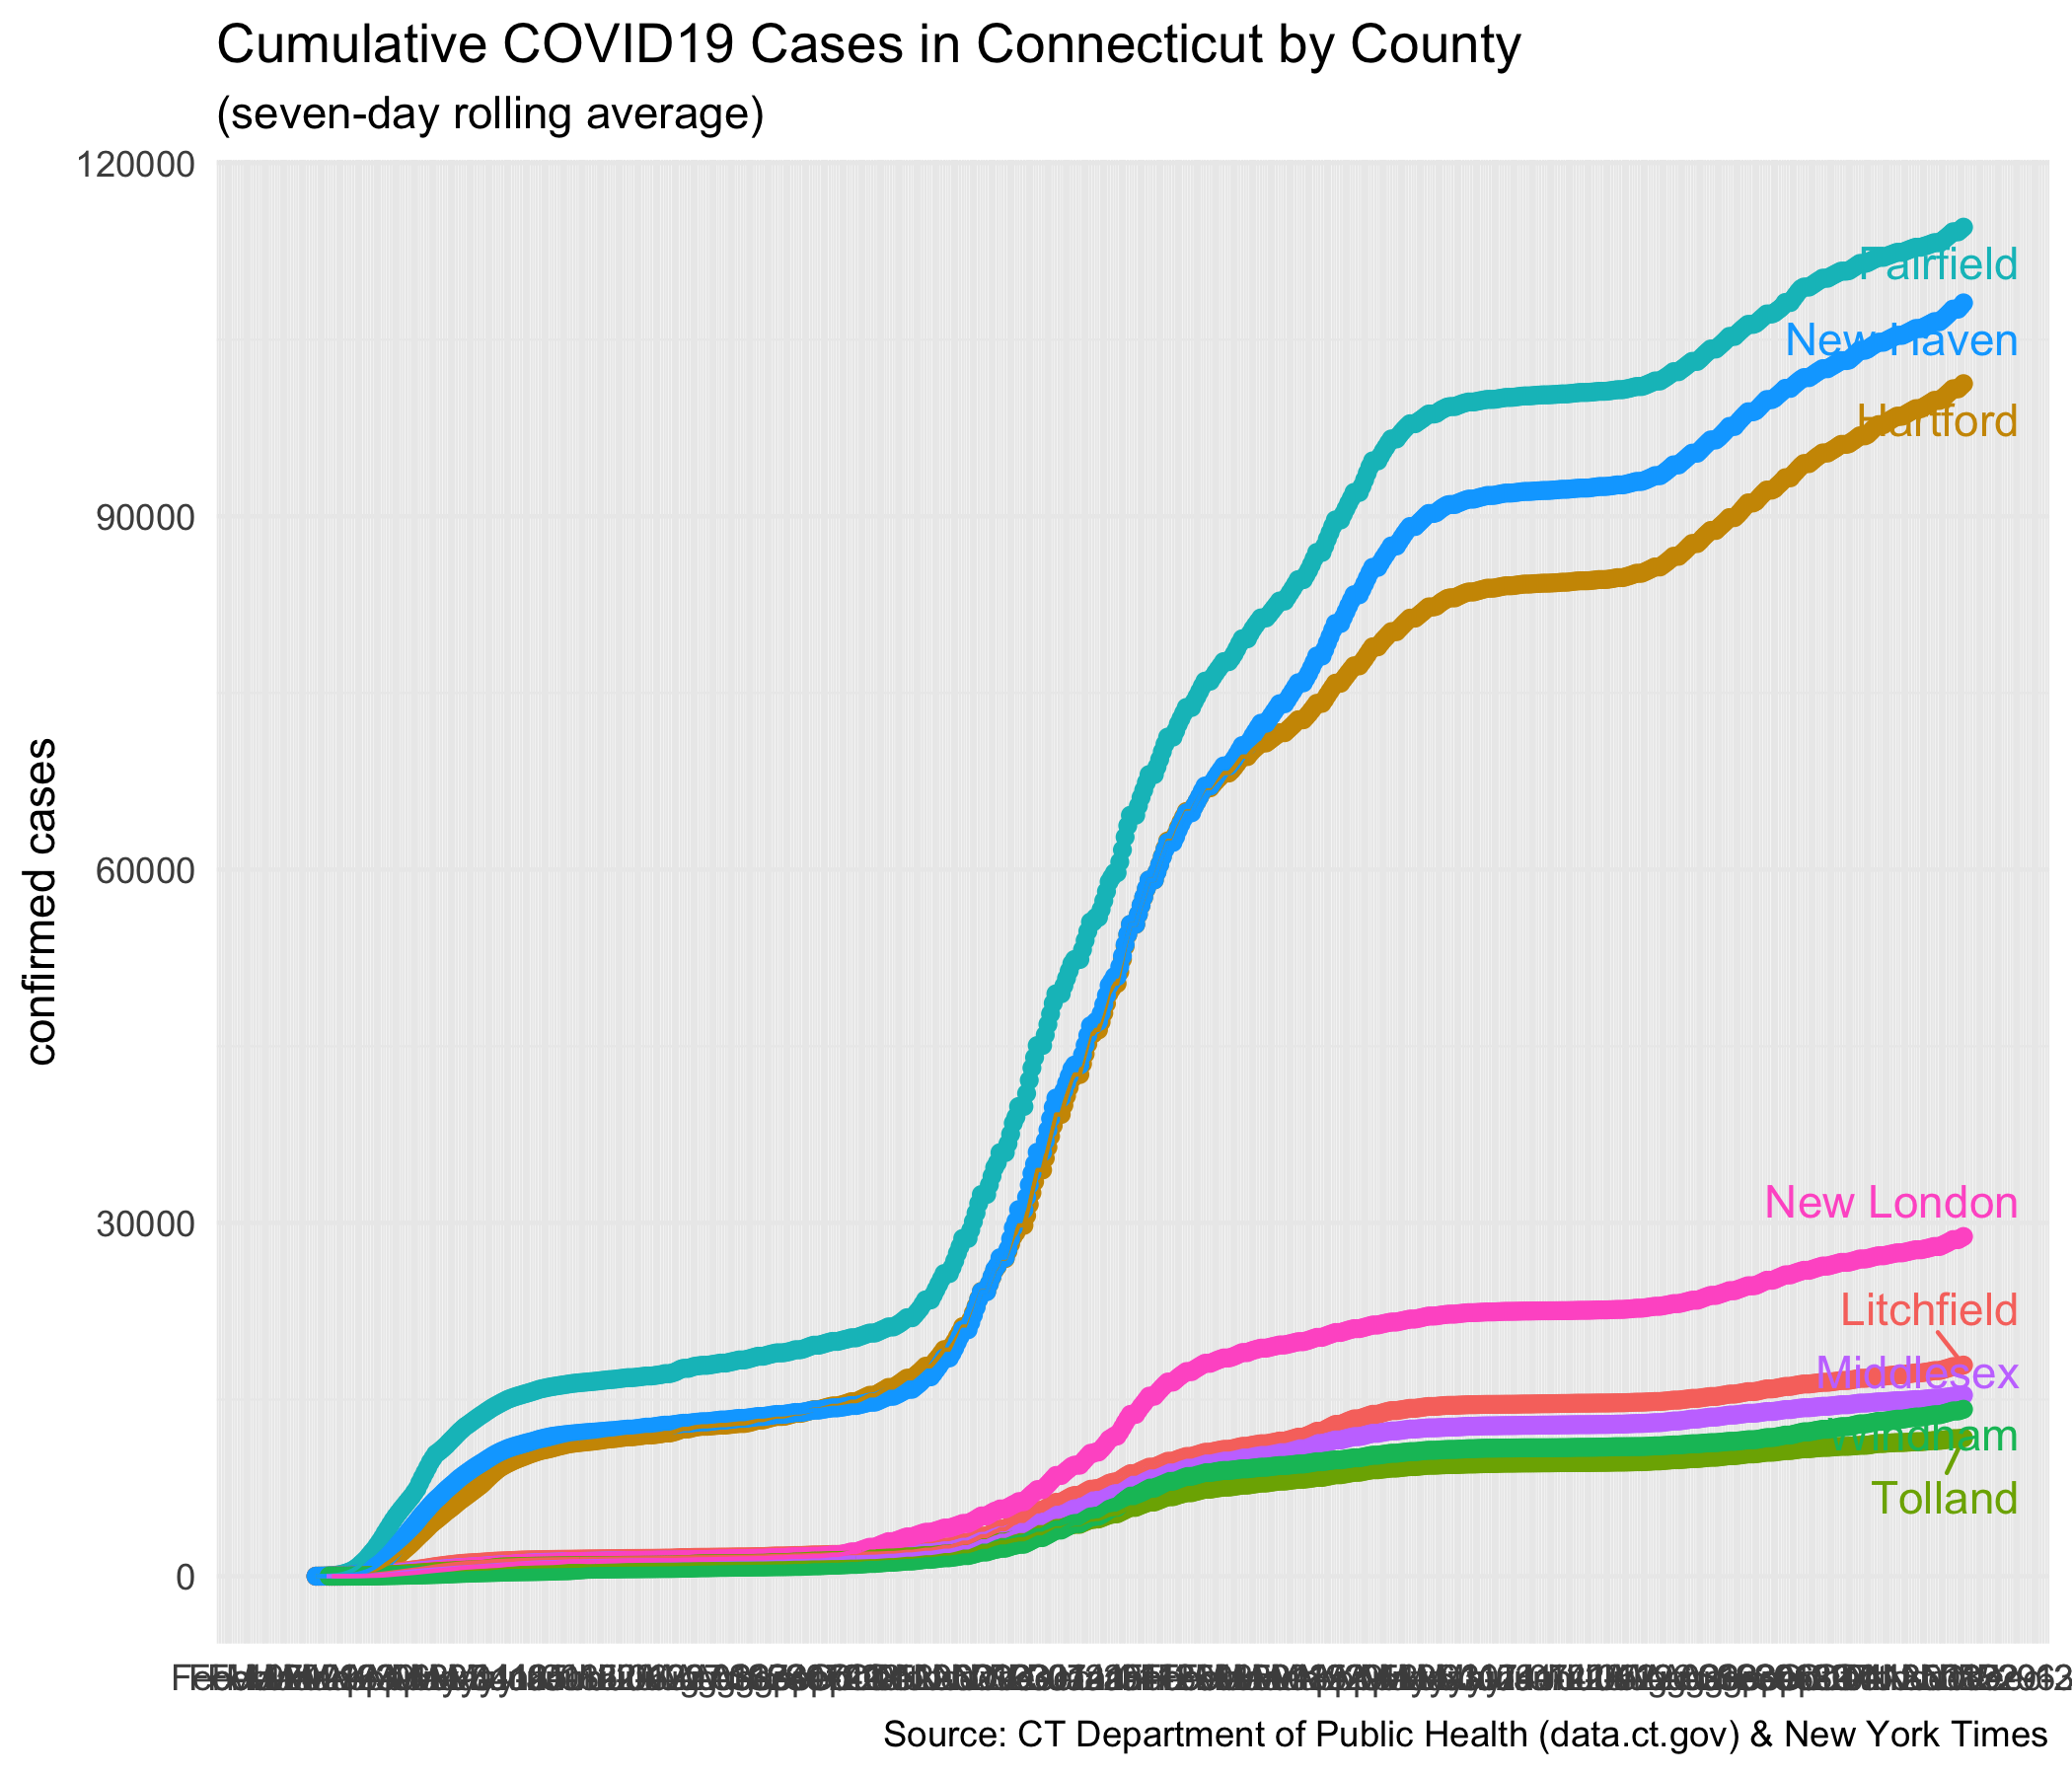 Cumulative COVID19 Cases in Connecticut by County
(seven-day rolling average)
120000
90000
60000
30000
0
confirmed cases
Fairfield
New Haven
Hartford
New London
Litchfield
Middlesex
Windham
Tolland
Source: CT Department of Public Health (data.ct.gov) & New York Times